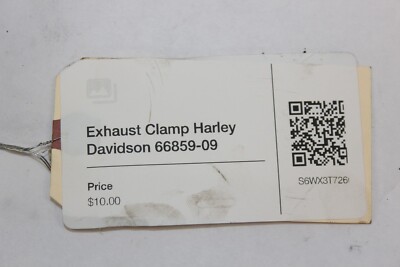 Exhaust Clamp Harley
Davidson 66859-09
Price
$10.00
S6WX3T726